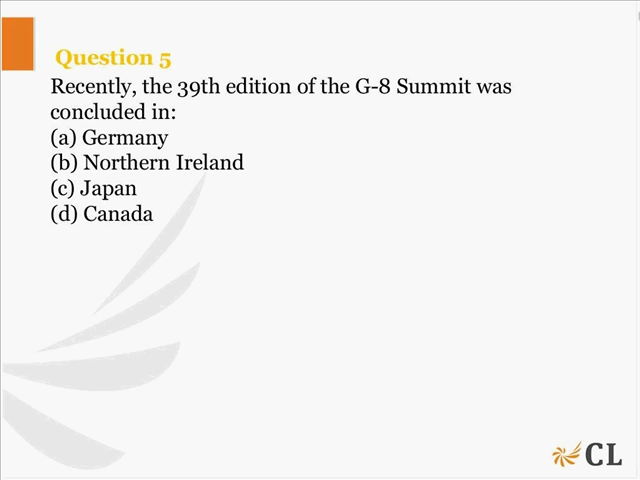 Question 5
Recently, the 39th edition of the G-8 Summit was
concluded in:
(a) Germany
(b) Northern Ireland
(c) Japan
(d) Canada
CL